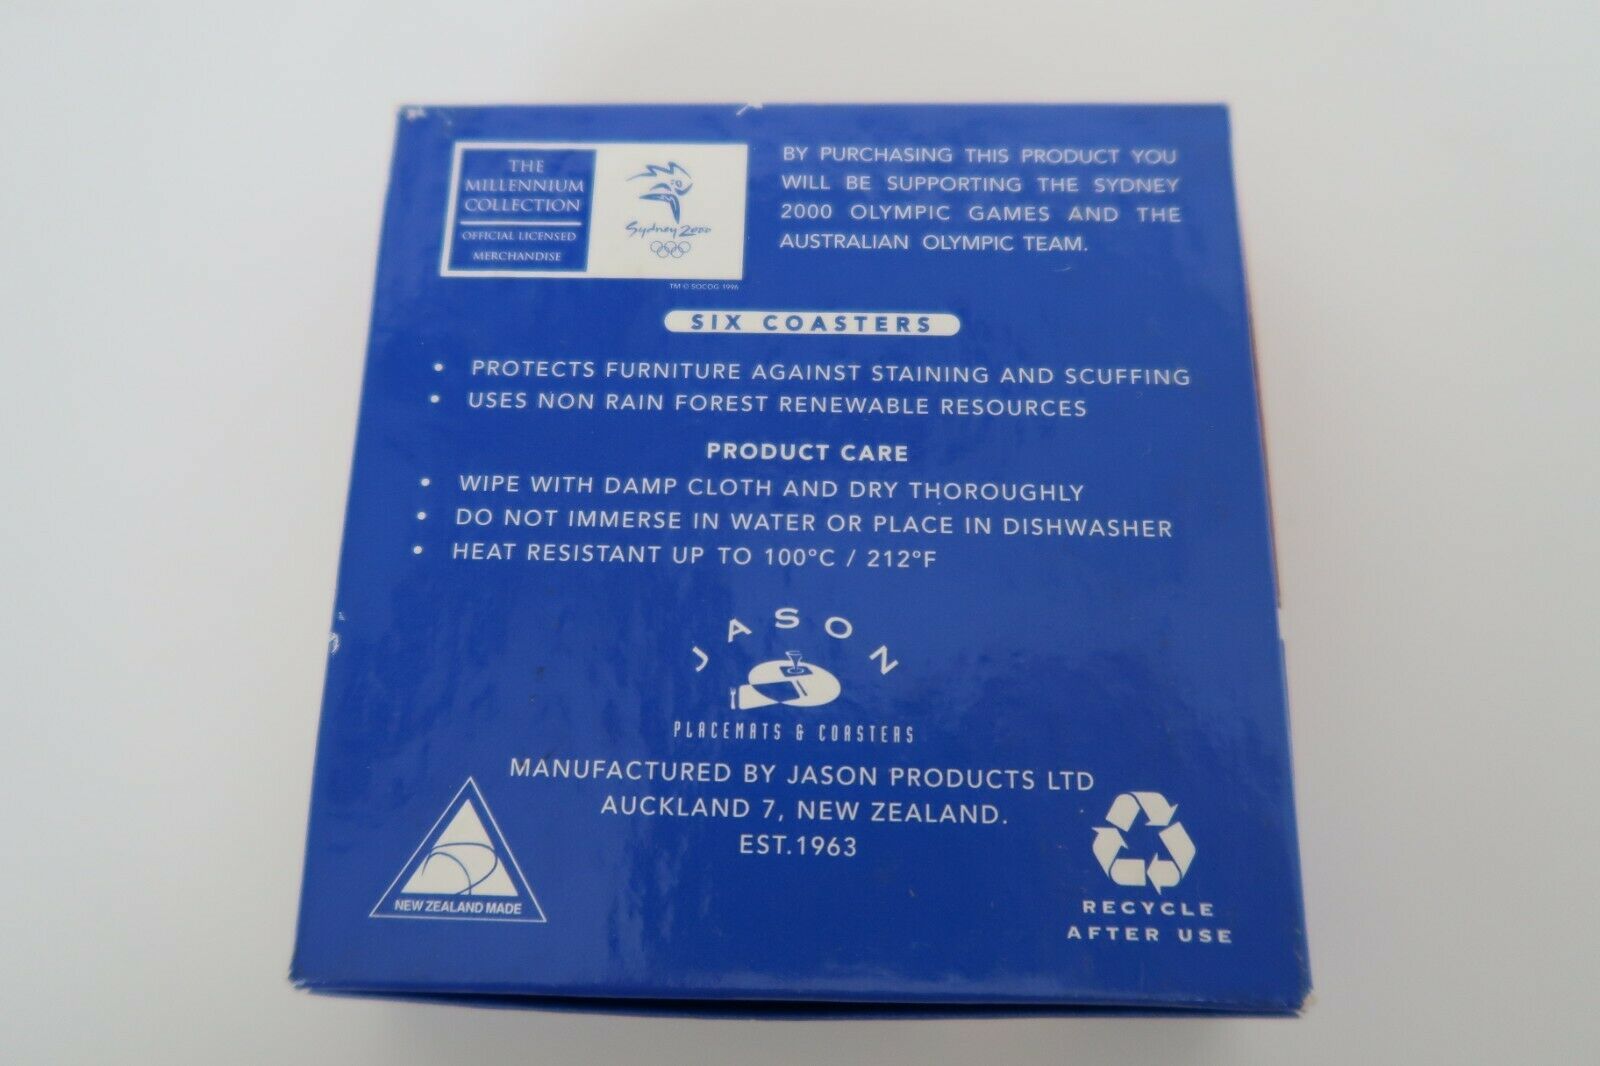 THE
MILLENNIUM
COLLECTION
OFFICIAL LICENSED
MERCHANDISE
Sydney 2000
TM © SOCOG 1996
BY PURCHASING THIS PRODUCT YOU
WILL BE SUPPORTING THE SYDNEY
2000 OLYMPIC GAMES AND THE
AUSTRALIAN OLYMPIC TEAM.
SIX COASTERS
• PROTECTS FURNITURE AGAINST STAINING AND SCUFFING
• USES NON RAIN FOREST RENEWABLE RESOURCES
PRODUCT CARE
• WIPE WITH DAMP CLOTH AND DRY THOROUGHLY
• DO NOT IMMERSE IN WATER OR PLACE IN DISHWASHER
• HEAT RESISTANT UP TO 100°C / 212°F
JASON
PLACEMATS & COASTERS
MANUFACTURED BY JASON PRODUCTS LTD
AUCKLAND 7, NEW ZEALAND.
EST.1963
NEW ZEALAND MADE
RECYCLE
AFTER USE